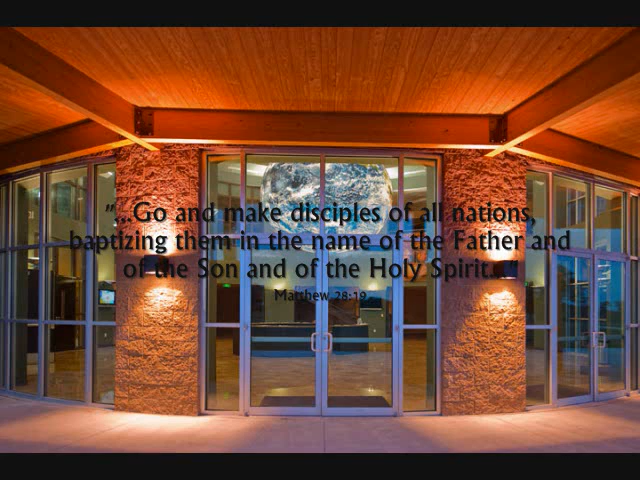 "...Go and make disciples of all nations,
baptizing them in the name of the Father and
of the Son and of the Holy Spirit..."
Matthew 28:19